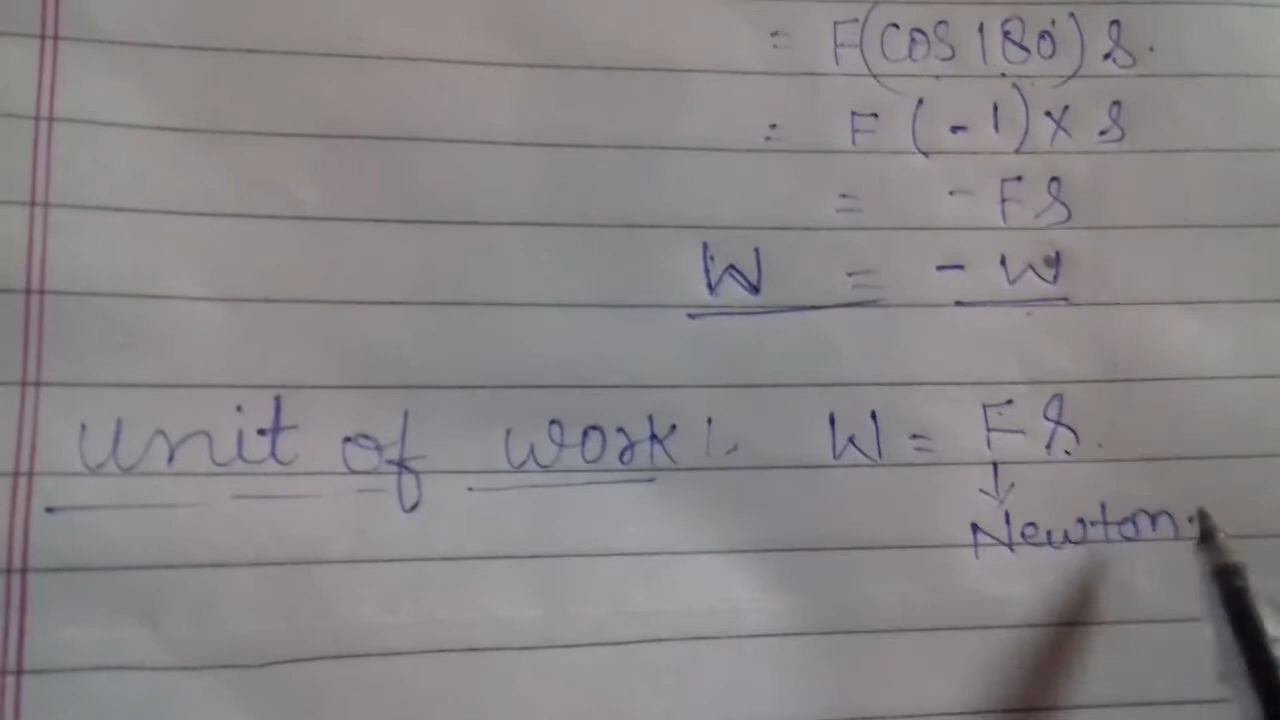 = F(COS 180°) S.
= F (-1) × S
= - FS
W = - W
Unit of work:. W = FS.
↓
Newton.